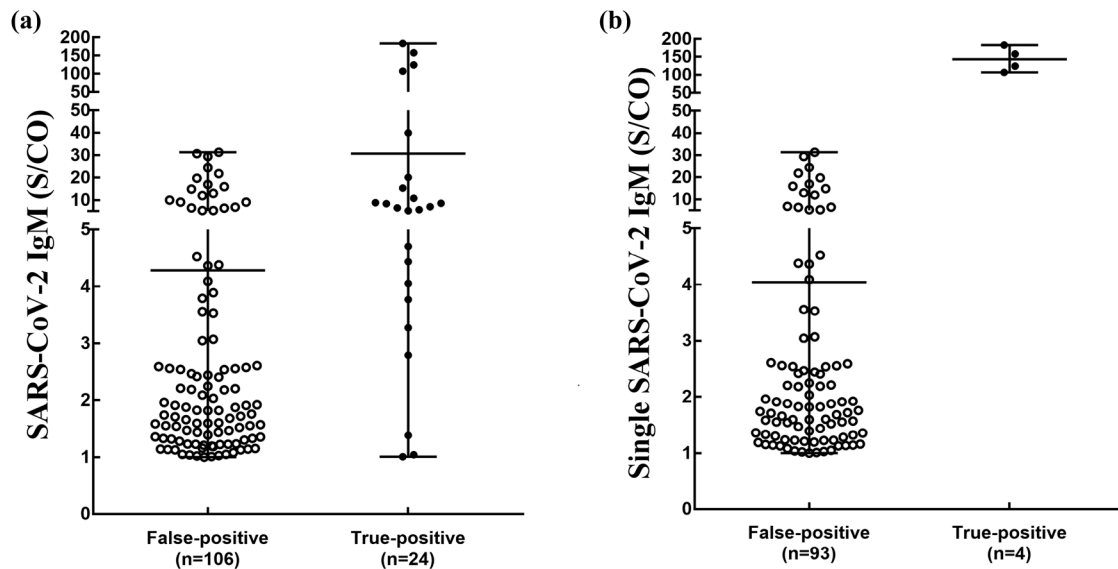 (a)
SARS-CoV-2 IgM (S/CO)
200
150
100
50
50
40
30
20
10
5
4
3
2
1
0
False-positive
(n=106)
True-positive
(n=24)
(b)
Single SARS-CoV-2 IgM (S/CO)
200
150
100
50
50
40
30
20
10
5
4
3
2
1
0
False-positive
(n=93)
True-positive
(n=4)